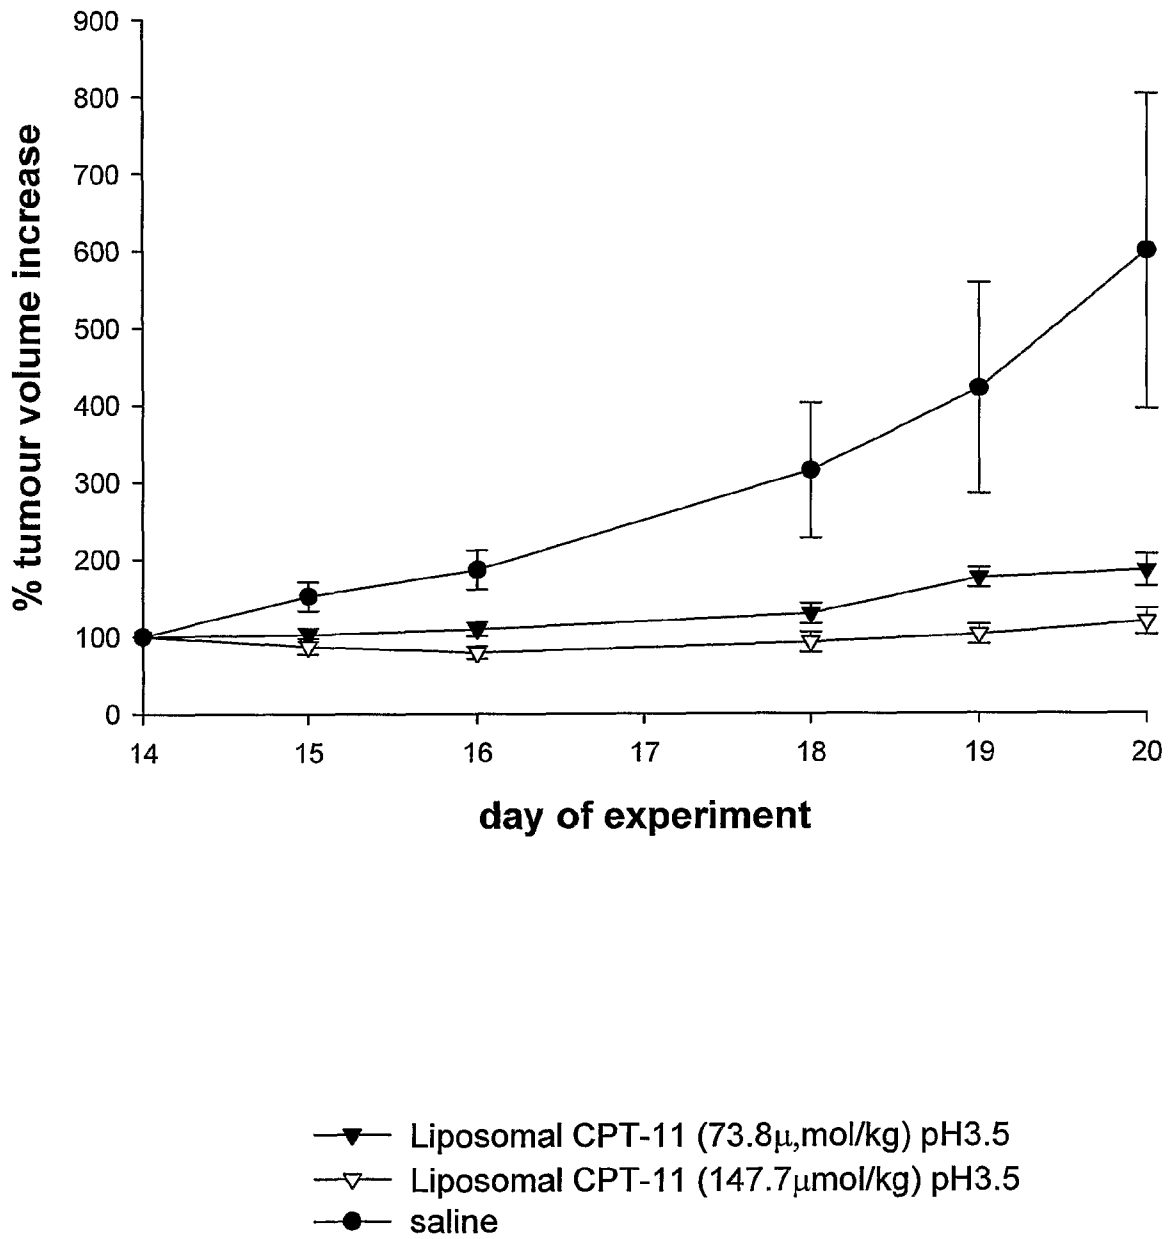 900
800
700
600
500
400
300
200
100
0
% tumour volume increase
14 15 16 17 18 19 20
day of experiment
Liposomal CPT-11 (73.8μ,mol/kg) pH3.5
Liposomal CPT-11 (147.7μmol/kg) pH3.5
saline